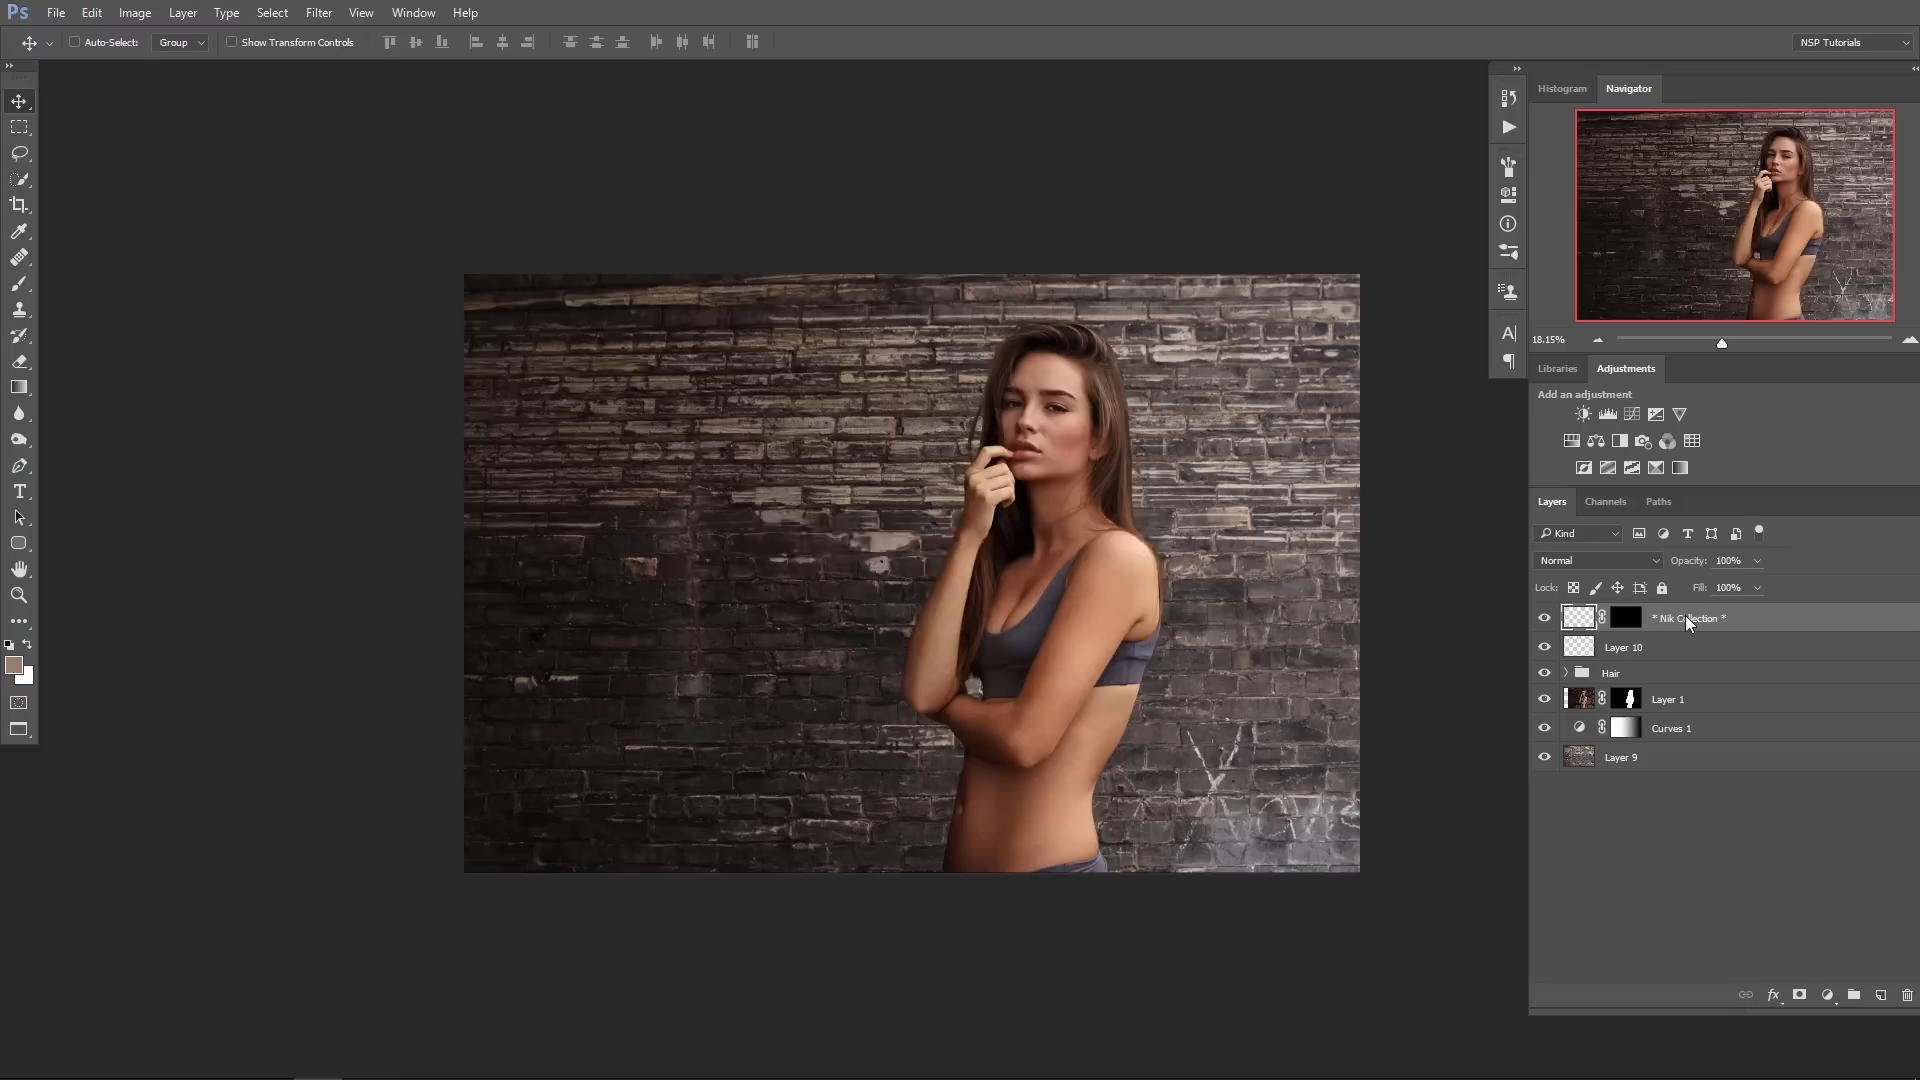 Ps File Edit Image Layer Type Select Filter View Window Help
Auto-Select: Group Show Transform Controls NSP Tutorials
Histogram Navigator
18.15%
Libraries Adjustments
Add an adjustment
Layers Channels Paths
Kind
Normal Opacity: 100%
Lock: Fill: 100%
* Nik Collection *
Layer 10
Hair
Layer 1
Curves 1
Layer 9
fx